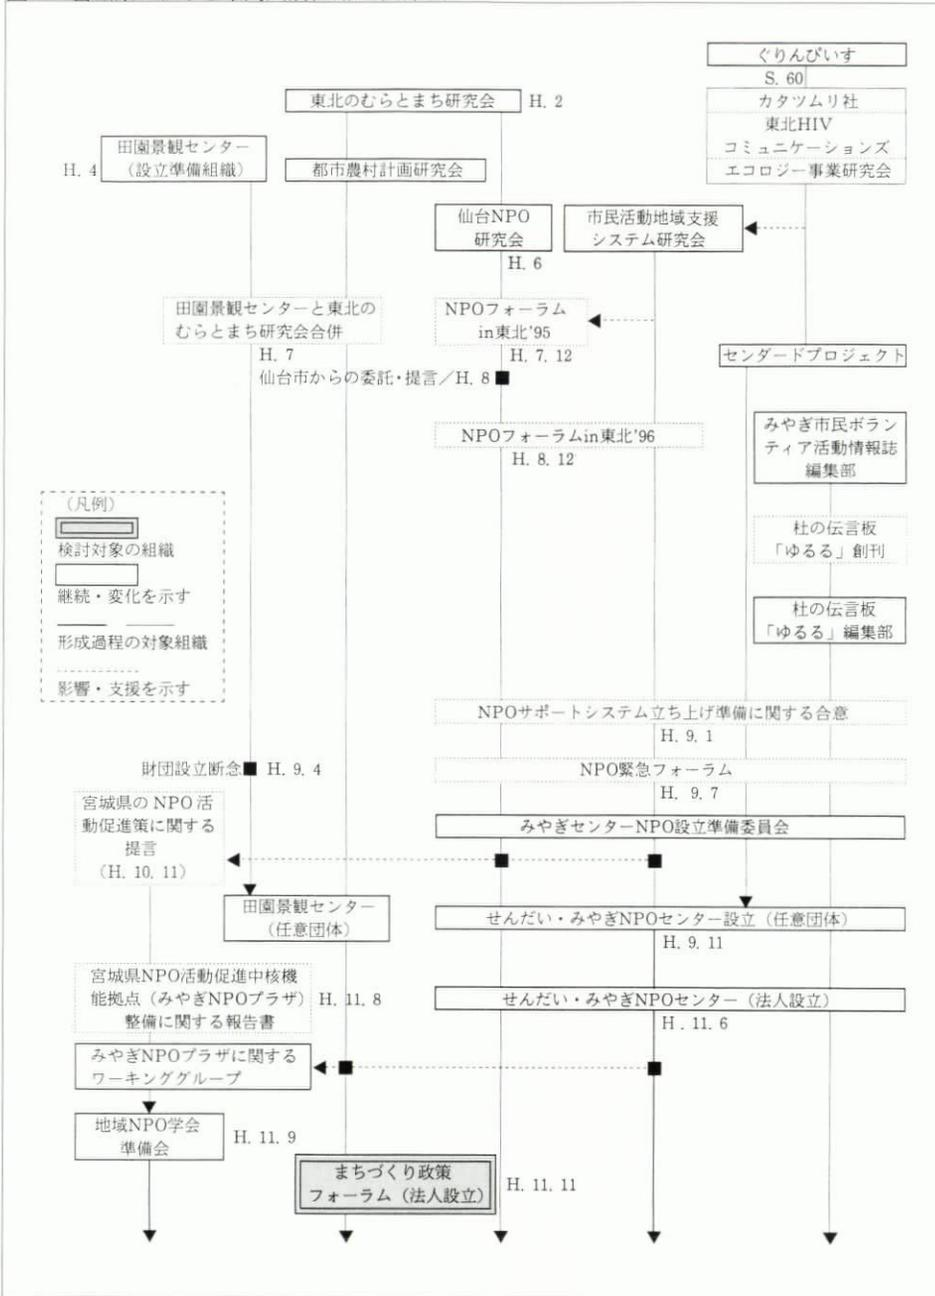 ぐりんぴいす
S. 60
東北のむらとまち研究会
H. 2
カタツムリ社
東北HIV
コミュニケーションズ
エコロジー事業研究会
田園景観センター
（設立準備組織）
H. 4
都市農村計画研究会
仙台NPO
研究会
H. 6
市民活動地域支援
システム研究会
田園景観センターと東北の
むらとまち研究会合併
H. 7
NPOフォーラム
in東北'95
H. 7. 12
センダードプロジェクト
仙台市からの委託・提言／H. 8
NPOフォーラムin東北'96
H. 8. 12
みやぎ市民ボラン
ティア活動情報誌
編集部
（凡例）
検討対象の組織
継続・変化を示す
形成過程の対象組織
影響・支援を示す
杜の伝言板
「ゆるる」創刊
杜の伝言板
「ゆるる」編集部
NPOサポートシステム立ち上げ準備に関する合意
H. 9. 1
財団設立断念
H. 9. 4
NPO緊急フォーラム
H. 9. 7
宮城県の NPO 活
動促進策に関する
提言
（H. 10. 11）
みやぎセンターNPO設立準備委員会
田園景観センター
（任意団体）
せんだい・みやぎNPOセンター設立（任意団体）
H. 9. 11
宮城県NPO活動促進中核機
能拠点（みやぎNPOプラザ）
整備に関する報告書
H. 11. 8
せんだい・みやぎNPOセンター（法人設立）
H. 11. 6
みやぎNPOプラザに関する
ワーキンググループ
地域NPO学会
準備会
H. 11. 9
まちづくり政策
フォーラム（法人設立）
H. 11. 11